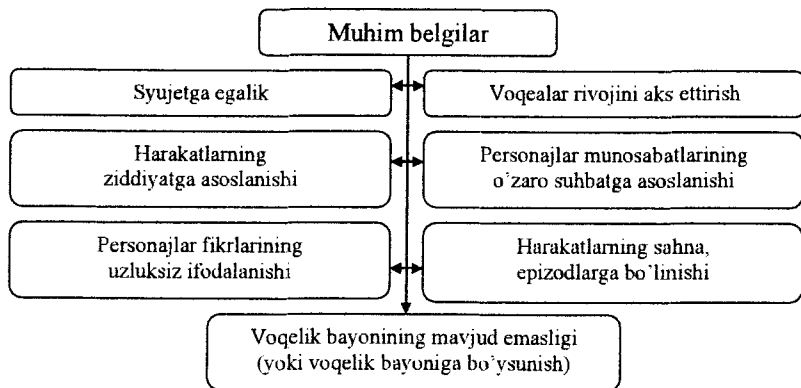 Muhim belgilar
Syujetga egalik
Voqealar rivojini aks ettirish
Harakatlarning
ziddiyatga asoslanishi
Personajlar munosabatlarining
o'zaro suhbatga asoslanishi
Personajlar fikrlarining
uzluksiz ifodalanishi
Harakatlarning sahna,
epizodlarga bo'linishi
Voqelik bayonining mavjud emasligi
(yoki voqelik bayoniga bo'ysunish)